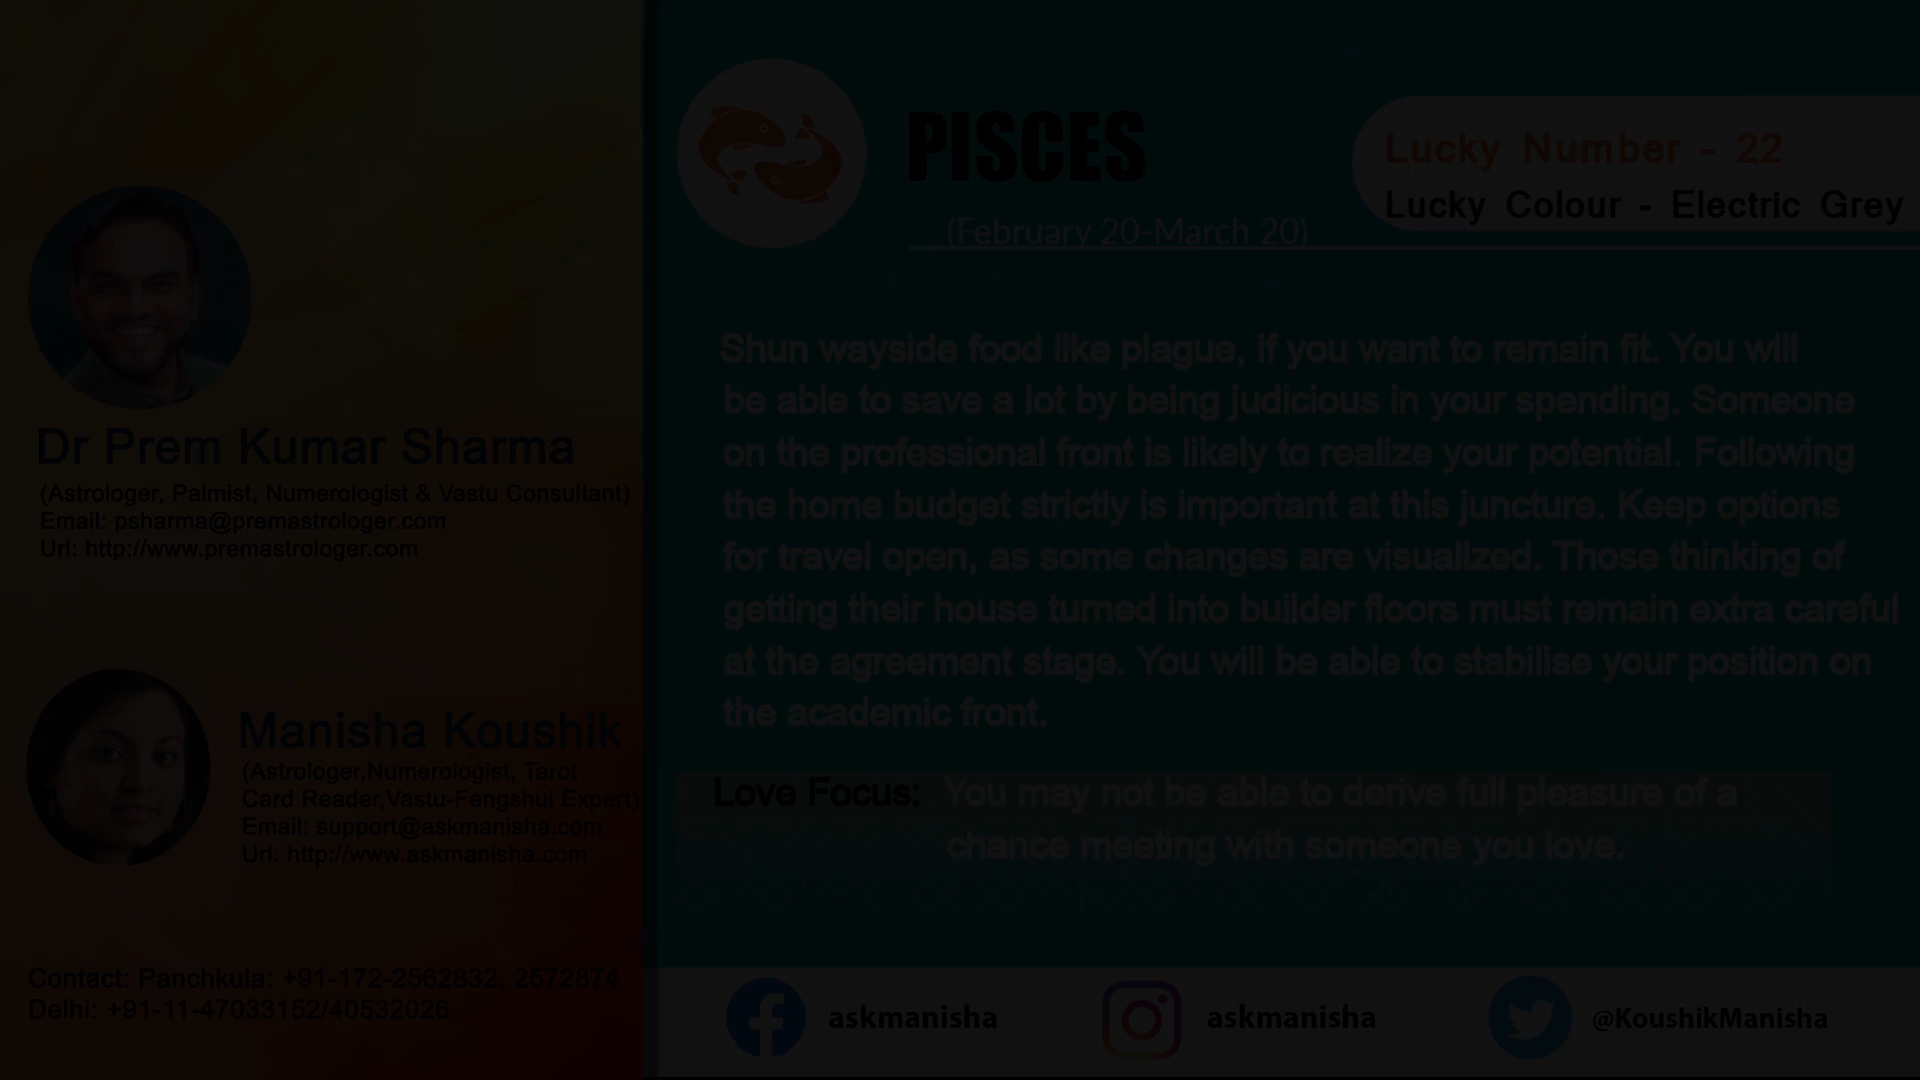 PISCES
(February 20-March 20)
Lucky Number - 22
Lucky Colour - Electric Grey
Shun wayside food like plague, if you want to remain fit. You will
be able to save a lot by being judicious in your spending. Someone
on the professional front is likely to realize your potential. Following
the home budget strictly is important at this juncture. Keep options
for travel open, as some changes are visualized. Those thinking of
getting their house turned into builder floors must remain extra careful
at the agreement stage. You will be able to stabilise your position on
the academic front.
Love Focus: You may not be able to derive full pleasure of a
chance meeting with someone you love.
Dr Prem Kumar Sharma
(Astrologer, Palmist, Numerologist & Vastu Consultant)
Email: psharma@premastrologer.com
Url: http://www.premastrologer.com
Manisha Koushik
(Astrologer,Numerologist, Tarot
Card Reader,Vastu-Fengshui Expert)
Email: support@askmanisha.com
Url: http://www.askmanisha.com
Contact: Panchkula: +91-172-2562832, 2572874
Delhi: +91-11-47033152/40532026
askmanisha
askmanisha
@KoushikManisha